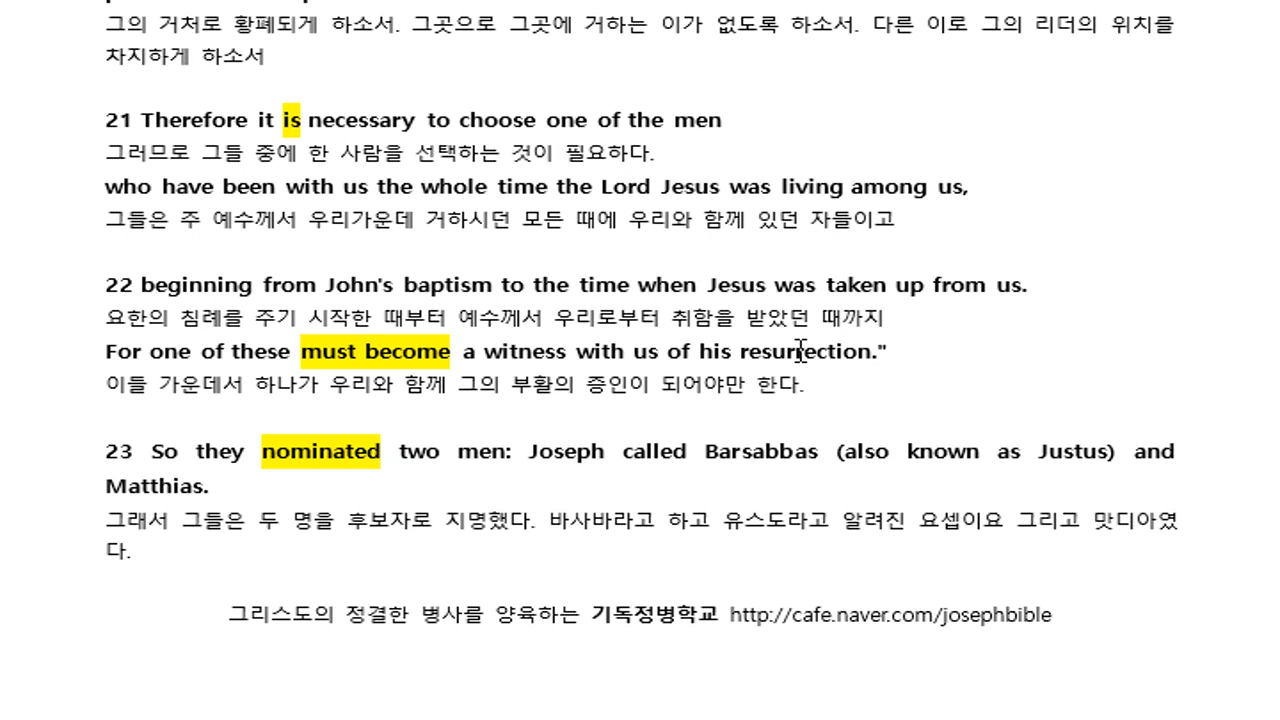 그의 거처로 황폐되게 하소서. 그곳으로 그곳에 거하는 이가 없도록 하소서. 다른 이로 그의 리더의 위치를
차지하게 하소서
21 Therefore it is necessary to choose one of the men
그러므로 그들 중에 한 사람을 선택하는 것이 필요하다.
who have been with us the whole time the Lord Jesus was living among us,
그들은 주 예수께서 우리가운데 거하시던 모든 때에 우리와 함께 있던 자들이고
22 beginning from John's baptism to the time when Jesus was taken up from us.
요한의 침례를 주기 시작한 때부터 예수께서 우리로부터 취함을 받았던 때까지
For one of these must become a witness with us of his resurrection."
이들 가운데서 하나가 우리와 함께 그의 부활의 증인이 되어야만 한다.
23 So they nominated two men: Joseph called Barsabbas (also known as Justus) and
Matthias.
그래서 그들은 두 명을 후보자로 지명했다. 바사바라고 하고 유스도라고 알려진 요셉이요 그리고 맛디아였
다.
그리스도의 정결한 병사를 양육하는 기독정병학교 http://cafe.naver.com/josephbible